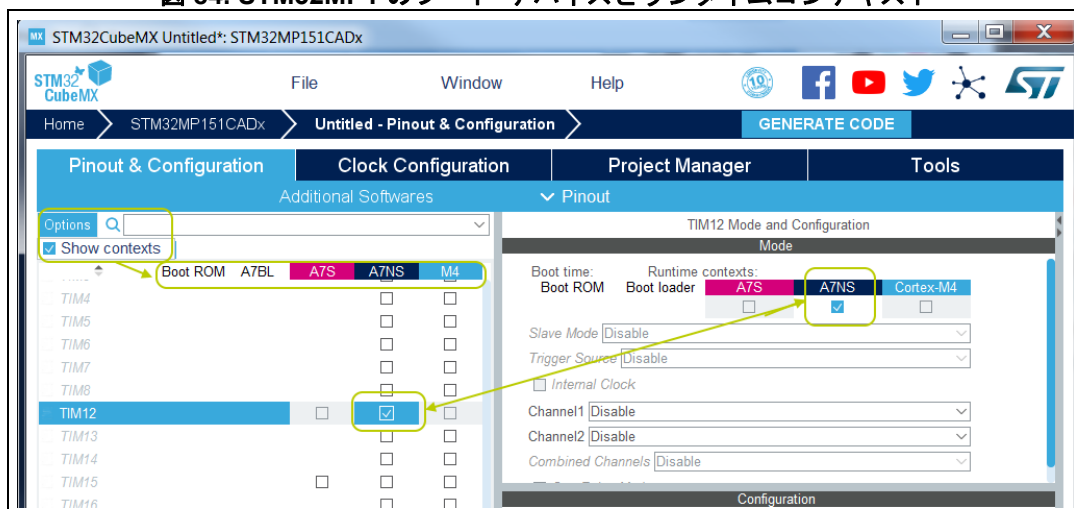 STM32CubeMX Untitled*: STM32MP151CADx
STM32
CubeMX
File Window Help
Home STM32MP151CADx Untitled - Pinout & Configuration GENERATE CODE
Pinout & Configuration Clock Configuration Project Manager Tools
Additional Softwares Pinout
Options
Show contexts
Boot ROM A7BL A7S A7NS M4
TIM4
TIM5
TIM6
TIM7
TIM8
TIM12
TIM13
TIM14
TIM15
TIM16
TIM12 Mode and Configuration
Mode
Boot time: Runtime contexts:
Boot ROM Boot loader A7S A7NS Cortex-M4
Slave Mode Disable
Trigger Source Disable
Internal Clock
Channel1 Disable
Channel2 Disable
Combined Channels Disable
Configuration